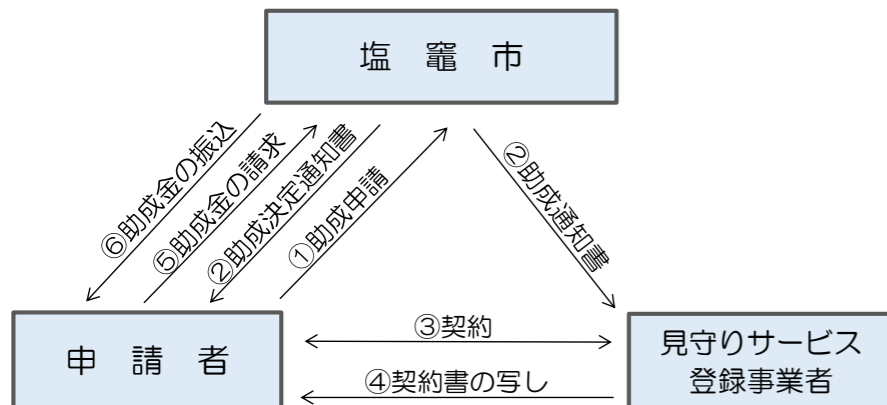 塩　竈　市
⑥助成金の振込
⑤助成金の請求
②助成決定通知書
①助成申請
②助成通知書
申　請　者
③契約
④契約書の写し
見守りサービス
登録事業者